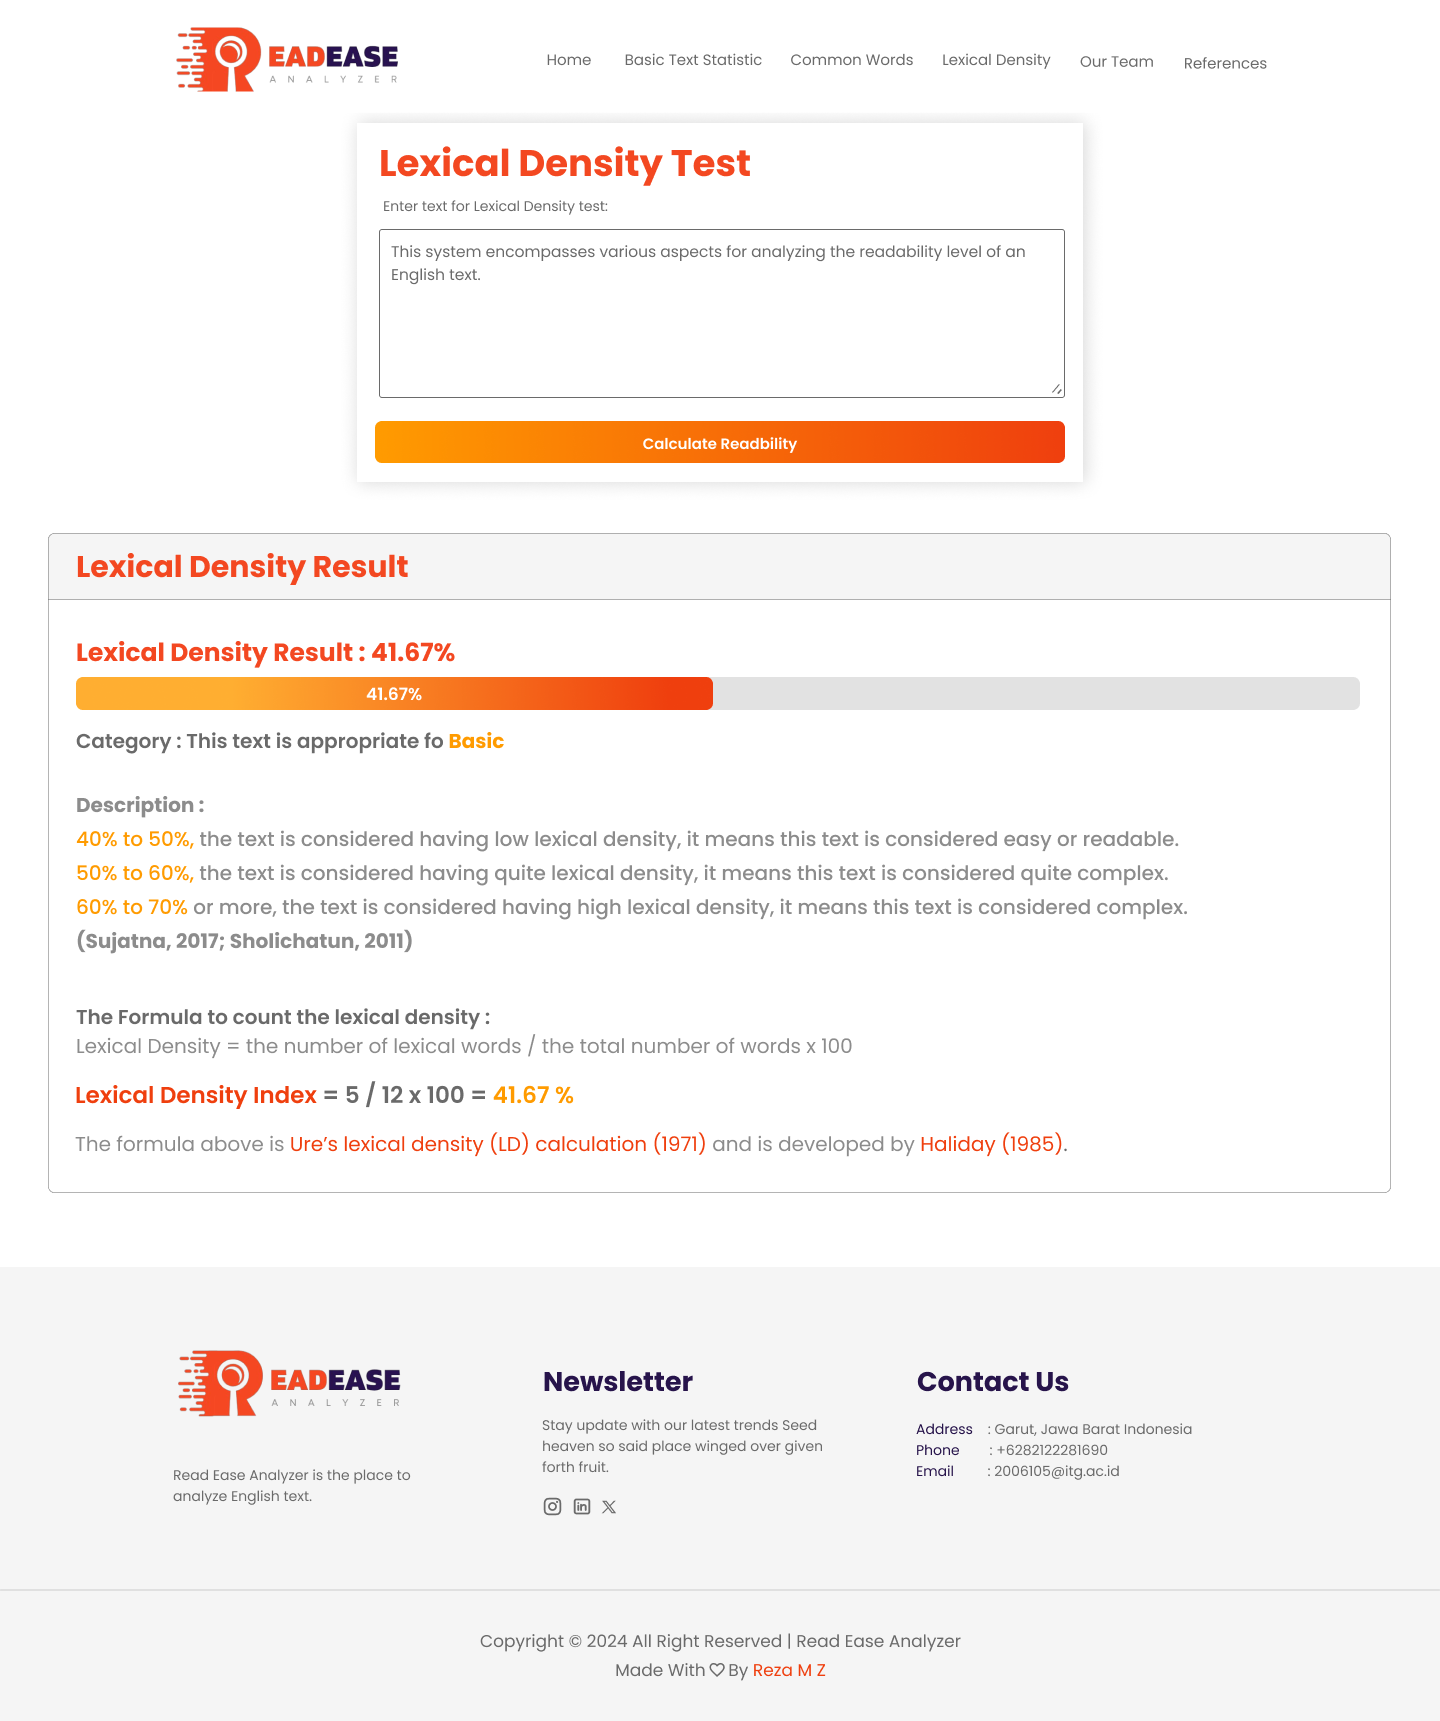 READEASE
ANALYZER
Home Basic Text Statistic Common Words Lexical Density Our Team References
Lexical Density Test
Enter text for Lexical Density test:
This system encompasses various aspects for analyzing the readability level of an
English text.
Calculate Readbility
Lexical Density Result
Lexical Density Result : 41.67%
41.67%
Category : This text is appropriate fo Basic
Description :
40% to 50%, the text is considered having low lexical density, it means this text is considered easy or readable.
50% to 60%, the text is considered having quite lexical density, it means this text is considered quite complex.
60% to 70% or more, the text is considered having high lexical density, it means this text is considered complex.
(Sujatna, 2017; Sholichatun, 2011)
The Formula to count the lexical density :
Lexical Density = the number of lexical words / the total number of words x 100
Lexical Density Index = 5 / 12 x 100 = 41.67 %
The formula above is Ure’s lexical density (LD) calculation (1971) and is developed by Haliday (1985).
READEASE
ANALYZER
Read Ease Analyzer is the place to
analyze English text.
Newsletter
Stay update with our latest trends Seed
heaven so said place winged over given
forth fruit.
Contact Us
Address : Garut, Jawa Barat Indonesia
Phone : +6282122281690
Email : 2006105@itg.ac.id
Copyright © 2024 All Right Reserved | Read Ease Analyzer
Made With ♡ By Reza M Z